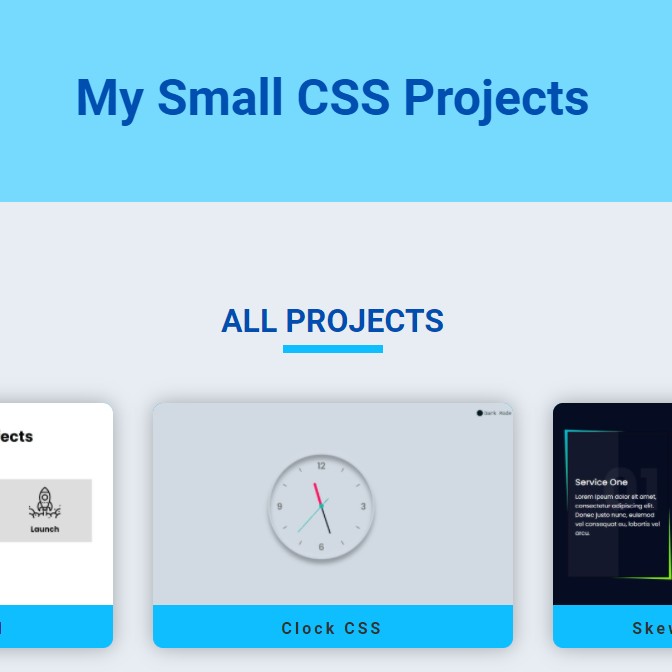 My Small CSS Projects
ALL PROJECTS
ects
Launch
Dark Mode
12
9
3
6
Clock CSS
01
Service One
Lorem ipsum dolor sit amet,
consectetur adipiscing elit.
Donec justo nunc, euismod
vel consequat eu, lobortis vel
arcu.
Skew